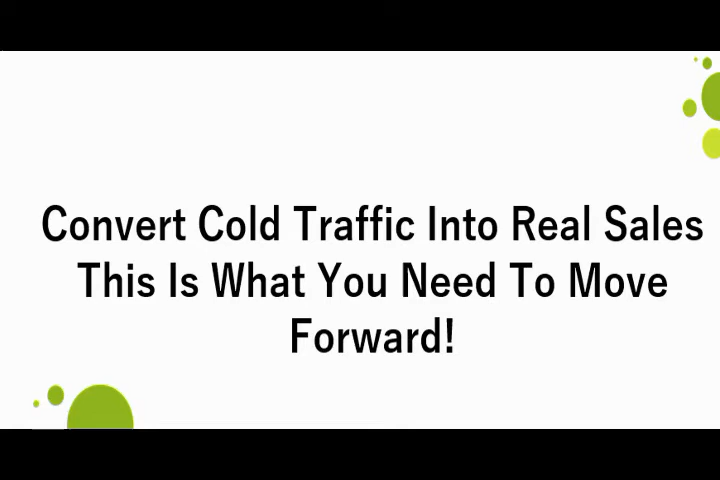 Convert Cold Traffic Into Real Sales
This Is What You Need To Move
Forward!